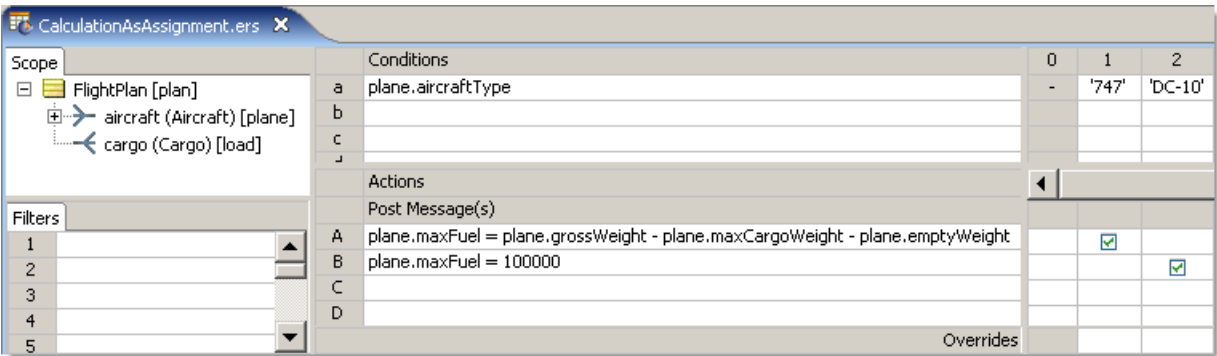 CalculationAsAssignment.ers
Scope
FlightPlan [plan]
aircraft (Aircraft) [plane]
cargo (Cargo) [load]
Filters
1
2
3
4
5
Conditions 0 1 2
a plane.aircraftType - '747' 'DC-10'
b
c
Actions
Post Message(s)
A plane.maxFuel = plane.grossWeight - plane.maxCargoWeight - plane.emptyWeight
B plane.maxFuel = 100000
C
D
Overrides